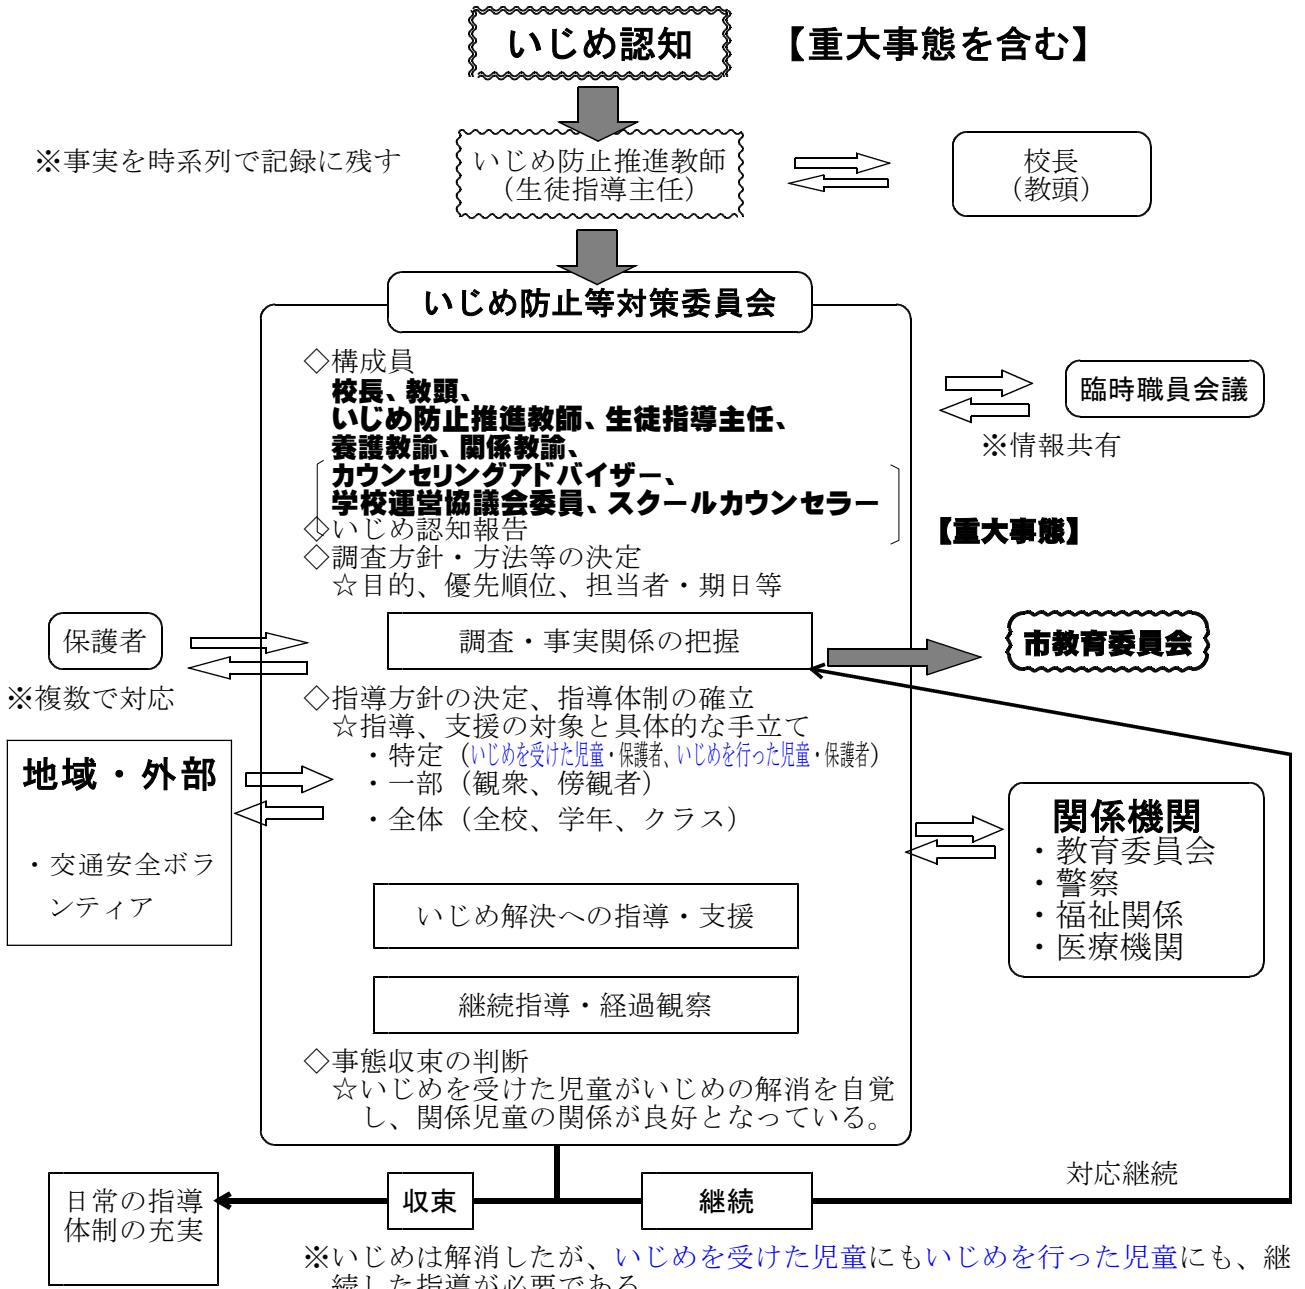 いじめ認知
【重大事態を含む】
※事実を時系列で記録に残す
いじめ防止推進教師
（生徒指導主任）
校長
（教頭）
いじめ防止等対策委員会
◇構成員
校長、教頭、
いじめ防止推進教師、生徒指導主任、
養護教諭、関係教諭、
カウンセリングアドバイザー、
学校運営協議会委員、スクールカウンセラー
◇いじめ認知報告
◇調査方針・方法等の決定
☆目的、優先順位、担当者・期日等
臨時職員会議
※情報共有
【重大事態】
保護者
※複数で対応
調査・事実関係の把握
市教育委員会
◇指導方針の決定、指導体制の確立
☆指導、支援の対象と具体的な手立て
・特定（いじめを受けた児童・保護者、いじめを行った児童・保護者）
・一部（観衆、傍観者）
・全体（全校、学年、クラス）
地域・外部
・交通安全ボラ
ンティア
関係機関
・教育委員会
・警察
・福祉関係
・医療機関
いじめ解決への指導・支援
継続指導・経過観察
◇事態収束の判断
☆いじめを受けた児童がいじめの解消を自覚
し、関係児童の関係が良好となっている。
対応継続
日常の指導
体制の充実
収束
継続
※いじめは解消したが、いじめを受けた児童にもいじめを行った児童にも、継
続した指導が必要である